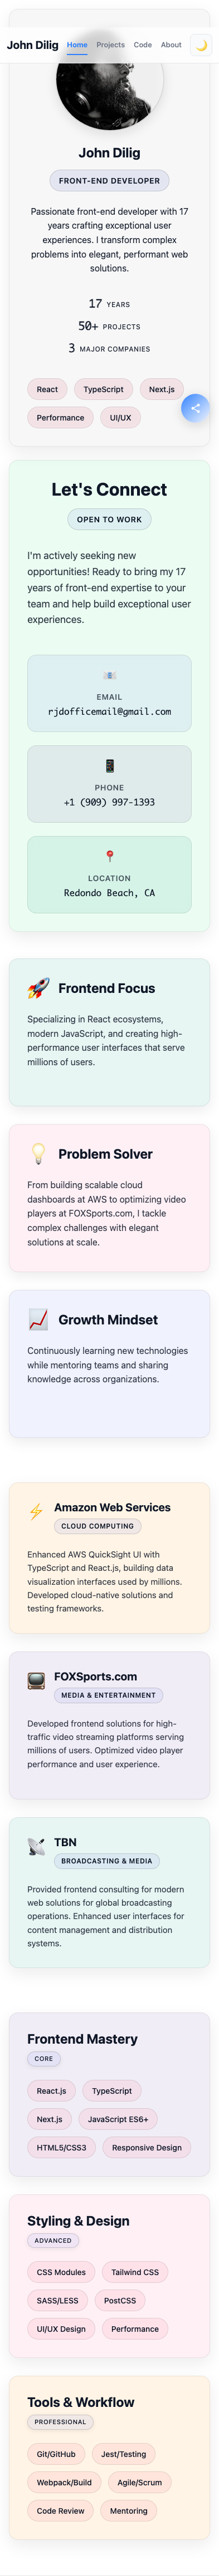 John Dilig Home Projects Code About
John Dilig
FRONT-END DEVELOPER
Passionate front-end developer with 17
years crafting exceptional user
experiences. I transform complex
problems into elegant, performant web
solutions.
17 YEARS
50+ PROJECTS
3 MAJOR COMPANIES
React TypeScript Next.js
Performance UI/UX
Let's Connect
OPEN TO WORK
I'm actively seeking new
opportunities! Ready to bring my 17
years of front-end expertise to your
team and help build exceptional user
experiences.
EMAIL
rjdofficemail@gmail.com
PHONE
+1 (909) 997-1393
LOCATION
Redondo Beach, CA
Frontend Focus
Specializing in React ecosystems,
modern JavaScript, and creating high-
performance user interfaces that serve
millions of users.
Problem Solver
From building scalable cloud
dashboards at AWS to optimizing video
players at FOXSports.com, I tackle
complex challenges with elegant
solutions at scale.
Growth Mindset
Continuously learning new technologies
while mentoring teams and sharing
knowledge across organizations.
Amazon Web Services
CLOUD COMPUTING
Enhanced AWS QuickSight UI with
TypeScript and React.js, building data
visualization interfaces used by millions.
Developed cloud-native solutions and
testing frameworks.
FOXSports.com
MEDIA & ENTERTAINMENT
Developed frontend solutions for high-
traffic video streaming platforms serving
millions of users. Optimized video player
performance and user experience.
TBN
BROADCASTING & MEDIA
Provided frontend consulting for modern
web solutions for global broadcasting
operations. Enhanced user interfaces for
content management and distribution
systems.
Frontend Mastery
CORE
React.js TypeScript
Next.js JavaScript ES6+
HTML5/CSS3 Responsive Design
Styling & Design
ADVANCED
CSS Modules Tailwind CSS
SASS/LESS PostCSS
UI/UX Design Performance
Tools & Workflow
PROFESSIONAL
Git/GitHub Jest/Testing
Webpack/Build Agile/Scrum
Code Review Mentoring